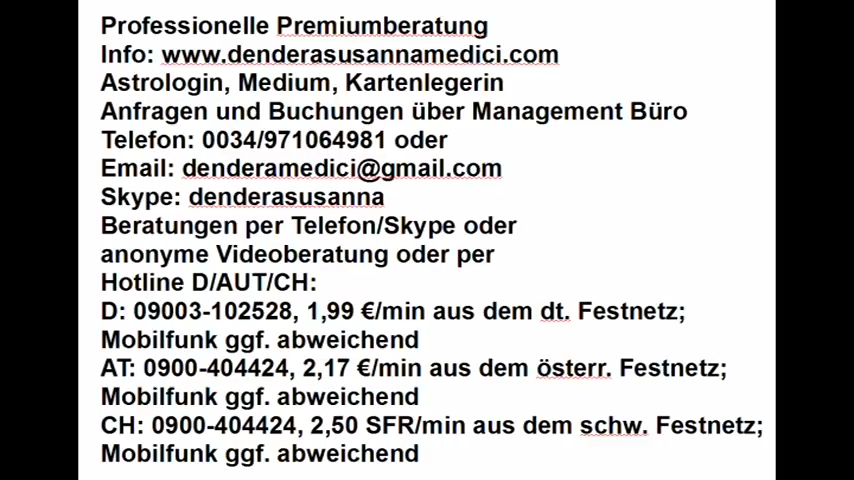 Professionelle Premiumberatung
Info: www.denderasusannamedici.com
Astrologin, Medium, Kartenlegerin
Anfragen und Buchungen über Management Büro
Telefon: 0034/971064981 oder
Email: denderamedici@gmail.com
Skype: denderasusanna
Beratungen per Telefon/Skype oder
anonyme Videoberatung oder per
Hotline D/AUT/CH:
D: 09003-102528, 1,99 €/min aus dem dt. Festnetz;
Mobilfunk ggf. abweichend
AT: 0900-404424, 2,17 €/min aus dem österr. Festnetz;
Mobilfunk ggf. abweichend
CH: 0900-404424, 2,50 SFR/min aus dem schw. Festnetz;
Mobilfunk ggf. abweichend